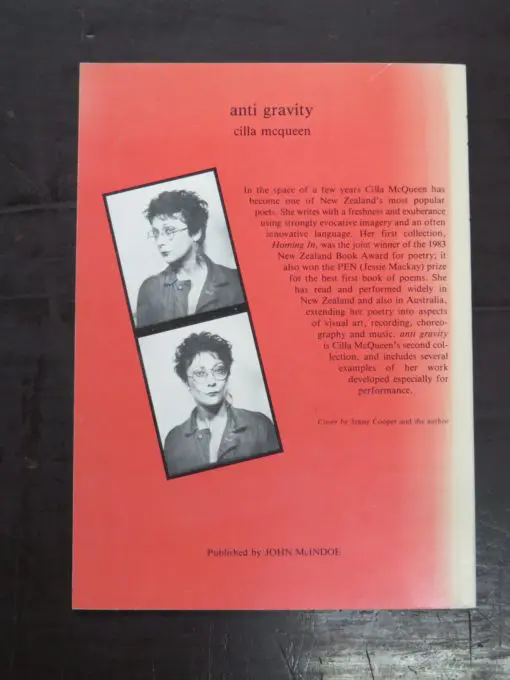 anti gravity
cilla mcqueen
In the space of a few years Cilla McQueen has
become one of New Zealand's most popular
poets. She writes with a freshness and exuberance
using strongly evocative imagery and an often
innovative language. Her first collection,
Homing In, was the joint winner of the 1983
New Zealand Book Award for poetry; it
also won the PEN (Jessie Mackay) prize
for the best first book of poems. She
has read and performed widely in
New Zealand and also in Australia,
extending her poetry into aspects
of visual art, recording, choreo-
graphy and music. anti gravity
is Cilla McQueen's second col-
lection, and includes several
examples of her work
developed especially for
performance.
Cover by Cooper and the author
Published by JOHN McINDOE